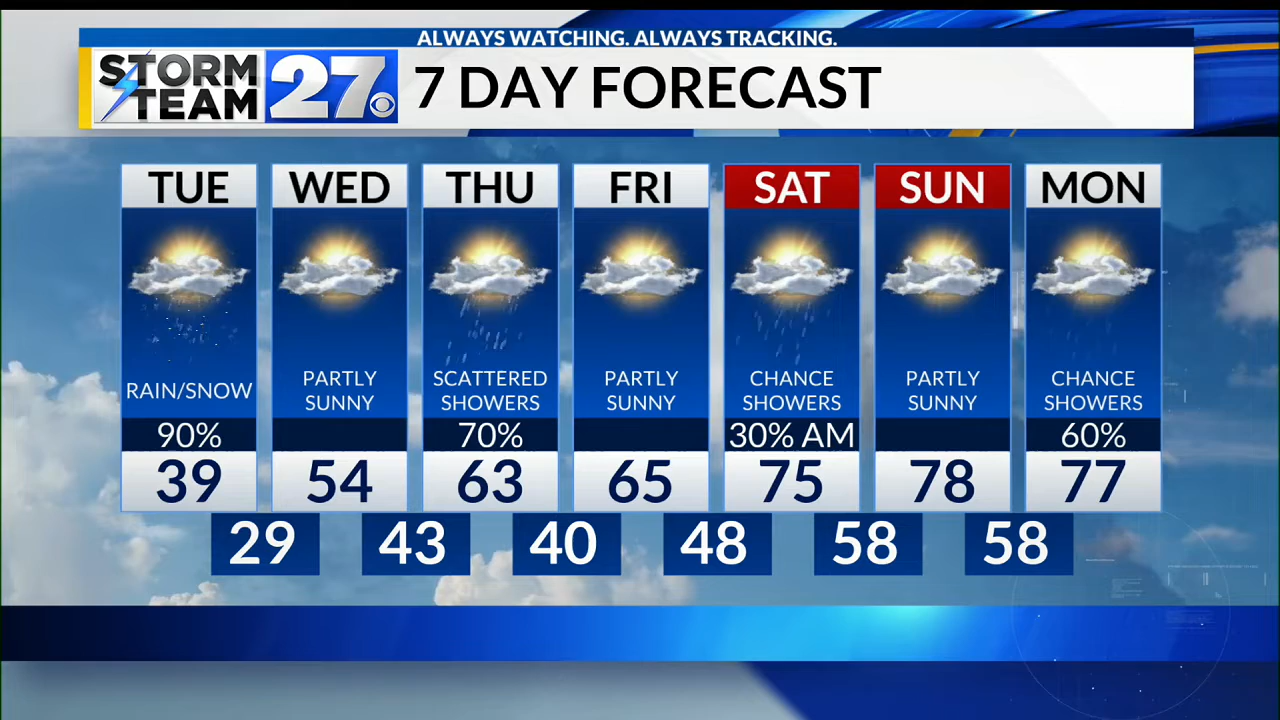 ALWAYS WATCHING. ALWAYS TRACKING.
STORM TEAM 27
7 DAY FORECAST
TUE WED THU FRI SAT SUN MON
RAIN/SNOW
PARTLY SUNNY
SCATTERED SHOWERS
PARTLY SUNNY
CHANCE SHOWERS
PARTLY SUNNY
CHANCE SHOWERS
90% 70% 30% AM 60%
39 54 63 65 75 78 77
29 43 40 48 58 58